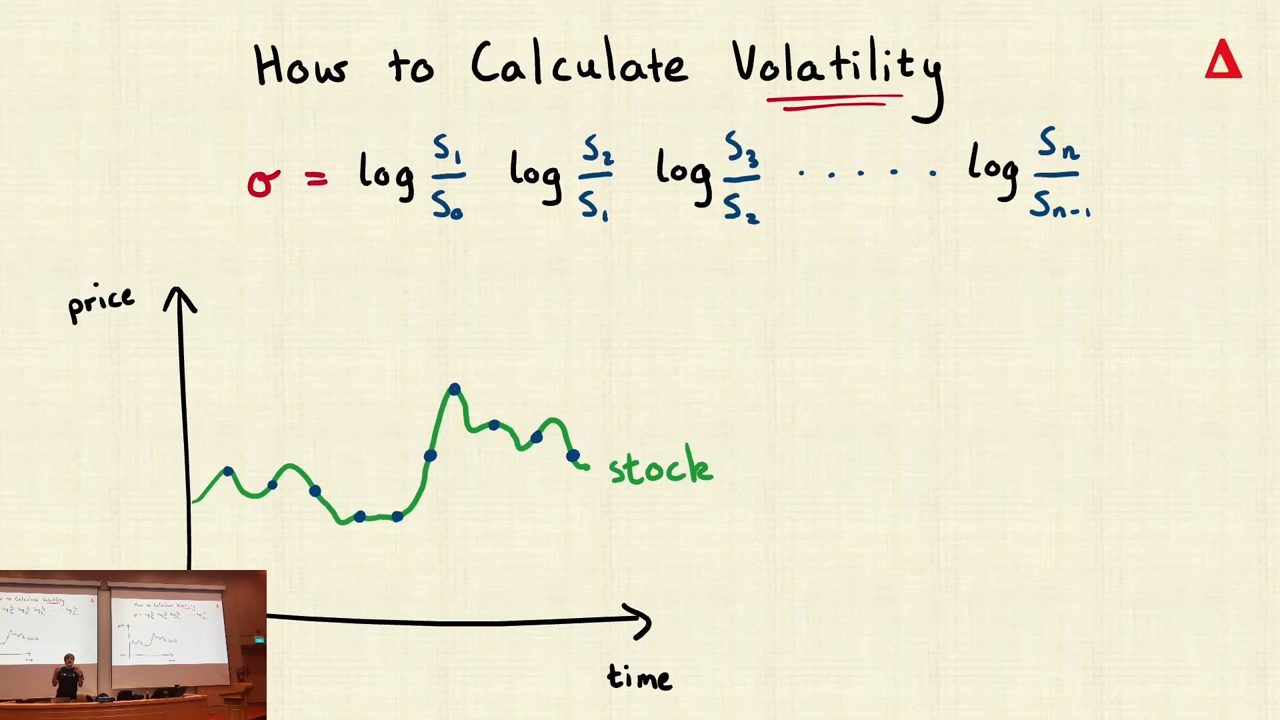 How to Calculate Volatility
σ = log S₁/S₀ log S₂/S₁ log S₃/S₂ . . . . . . log Sₙ/Sₙ₋₁
price
stock
time